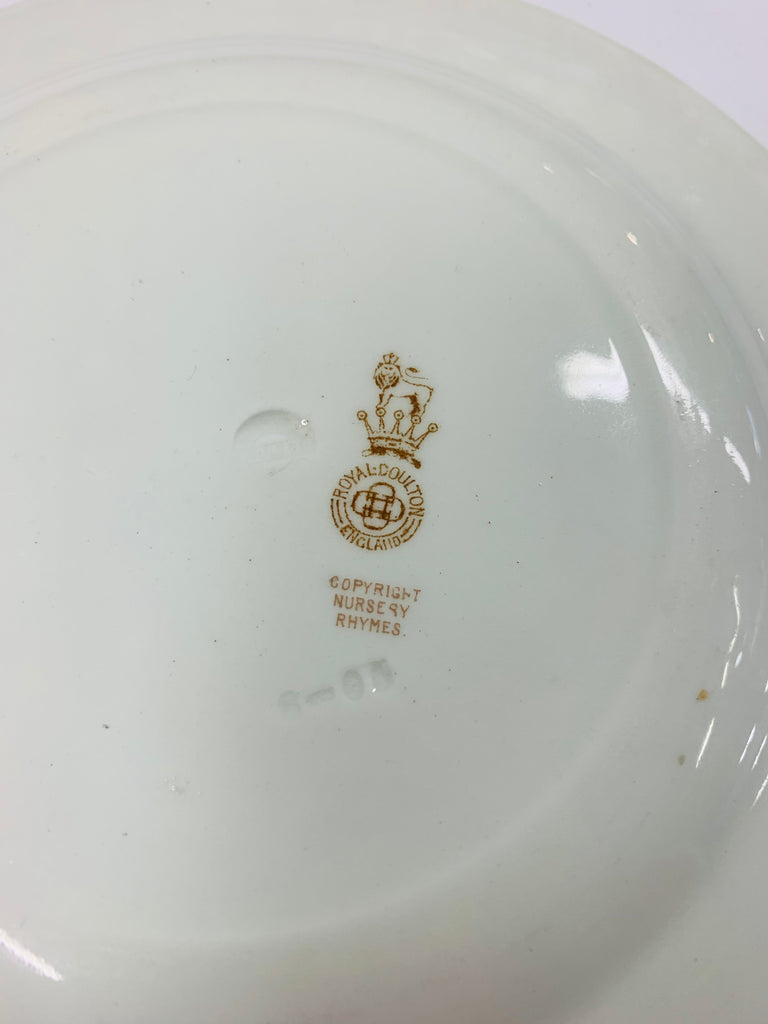 ROYAL·DOULTON
ENGLAND
COPYRIGHT
NURSERY
RHYMES.